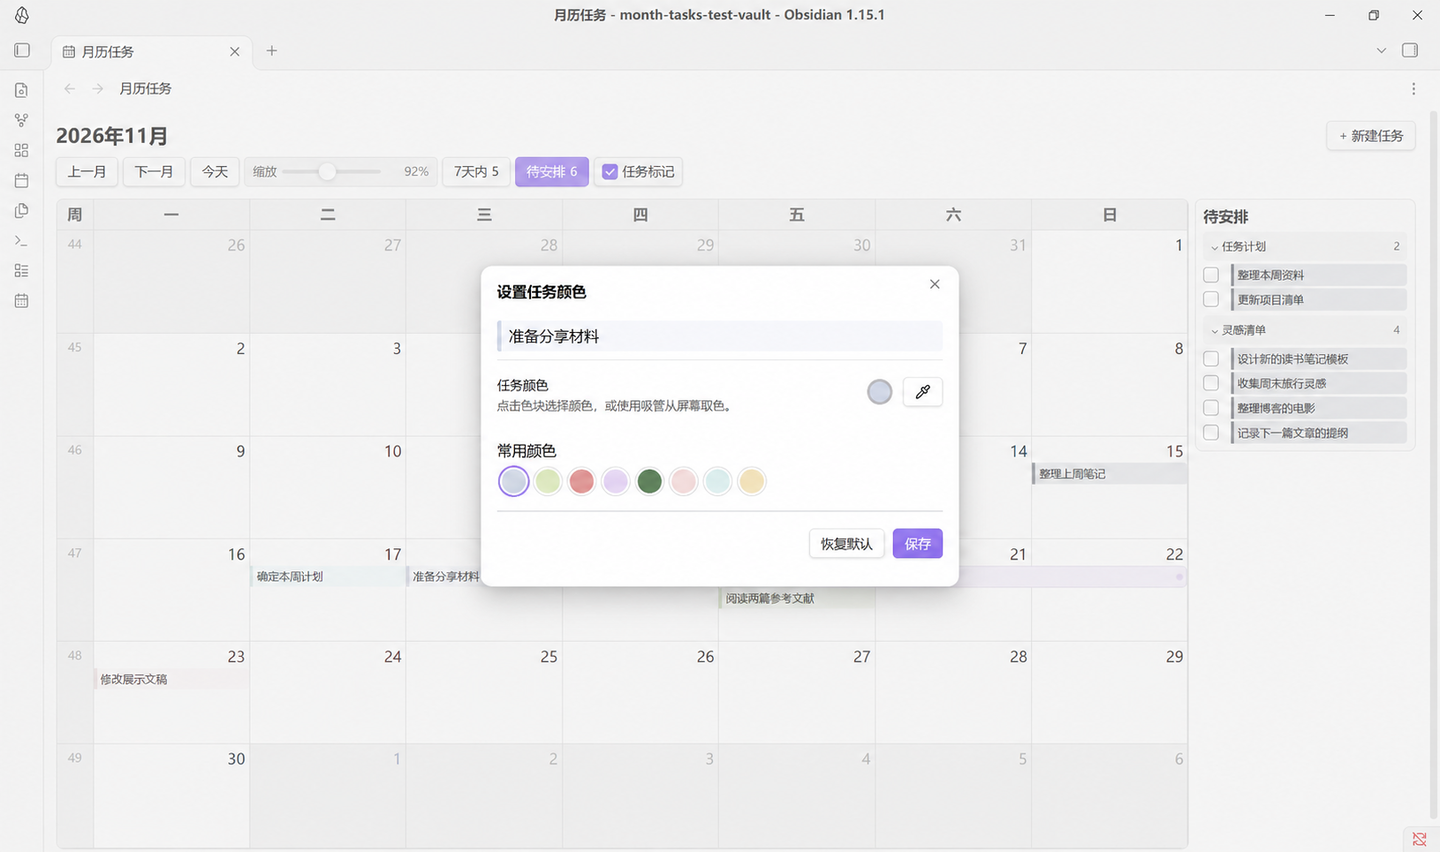 月历任务 - month-tasks-test-vault - Obsidian 1.15.1
月历任务
月历任务
2026年11月
+ 新建任务
上一月 下一月 今天 缩放 92% 7天内 5 待安排 6 任务标记
周 一 二 三 四 五 六 日
44 26 27 28 29 30 31 1
45 2 3 7 8
46 9 10 14 15
整理上周笔记
47 16 17 21 22
确定本周计划 准备分享材料
阅读两篇参考文献
48 23 24 25 26 27 28 29
修改展示文稿
49 30 1 2 3 4 5 6
设置任务颜色
准备分享材料
任务颜色
点击色块选择颜色，或使用吸管从屏幕取色。
常用颜色
恢复默认 保存
待安排
任务计划 2
整理本周资料
更新项目清单
灵感清单 4
设计新的读书笔记模板
收集周末旅行灵感
整理博客的电影
记录下一篇文章的提纲